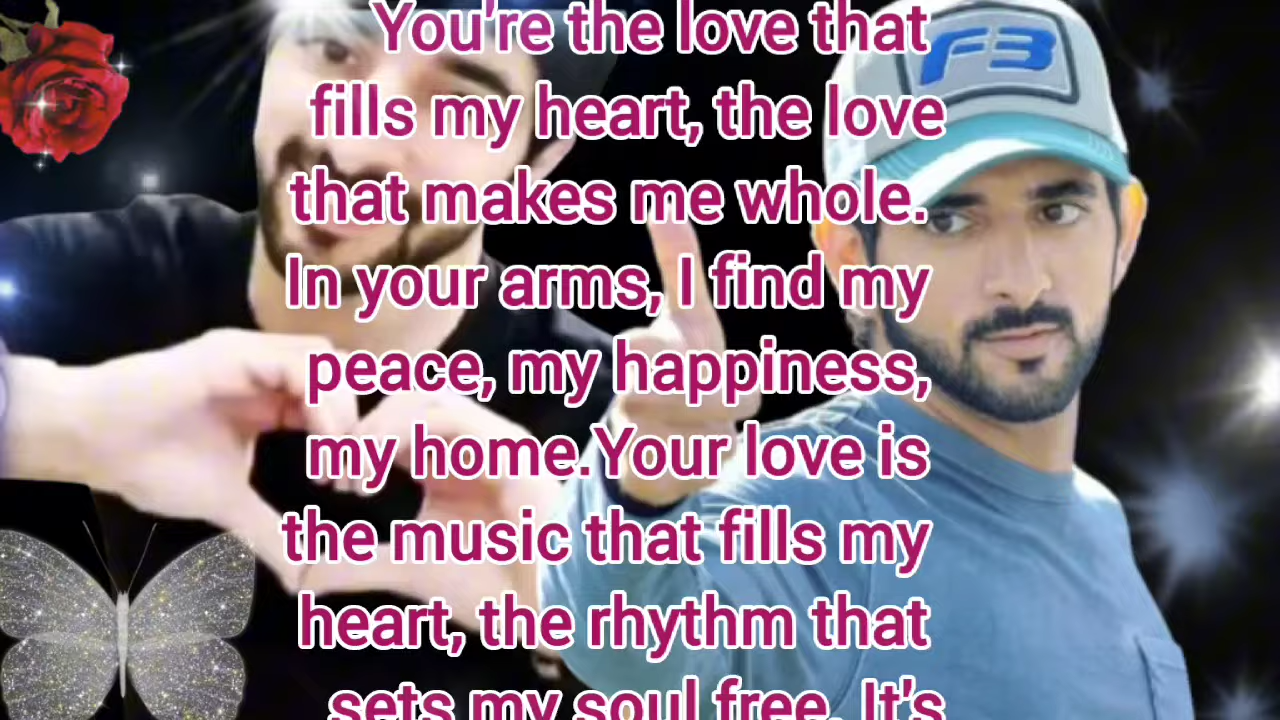 You're the love that
fills my heart, the love
that makes me whole.
In your arms, I find my
peace, my happiness,
my home.Your love is
the music that fills my
heart, the rhythm that
sets my soul free. It's
F3